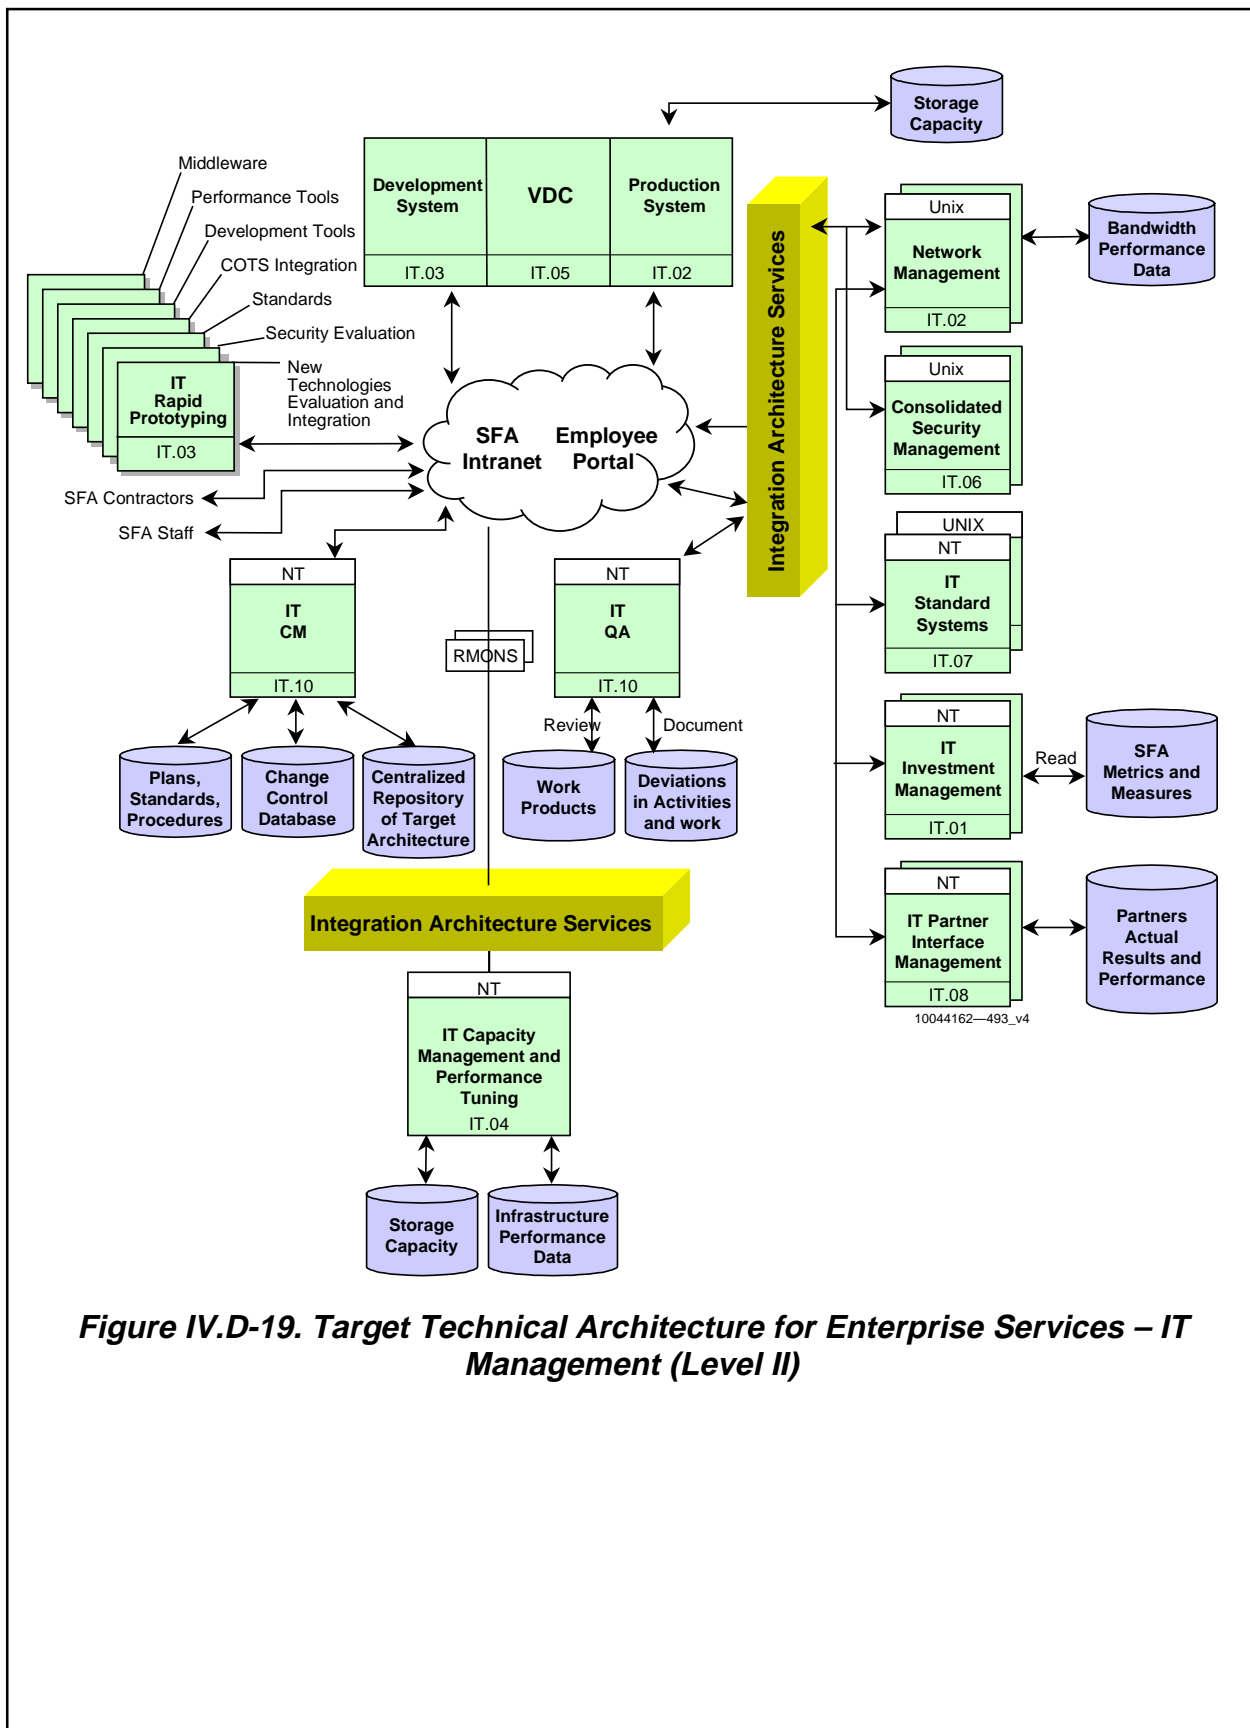 Storage
Capacity
Middleware
Performance Tools
Development Tools
COTS Integration
Standards
Security Evaluation
New
Technologies
Evaluation and
Integration
IT
Rapid
Prototyping
IT.03
Development
System
IT.03
VDC
IT.05
Production
System
IT.02
Integration Architecture Services
Unix
Network
Management
IT.02
Bandwidth
Performance
Data
Unix
Consolidated
Security
Management
IT.06
SFA
Intranet
Employee
Portal
SFA Contractors
SFA Staff
UNIX
NT
IT
Standard
Systems
IT.07
NT
IT
CM
IT.10
RMONS
NT
IT
QA
IT.10
Review
Document
Plans,
Standards,
Procedures
Change
Control
Database
Centralized
Repository
of Target
Architecture
Work
Products
Deviations
in Activities
and work
NT
IT
Investment
Management
IT.01
Read
SFA
Metrics and
Measures
NT
IT Partner
Interface
Management
IT.08
Partners
Actual
Results and
Performance
10044162—493_v4
Integration Architecture Services
NT
IT Capacity
Management and
Performance
Tuning
IT.04
Storage
Capacity
Infrastructure
Performance
Data
Figure IV.D-19. Target Technical Architecture for Enterprise Services – IT
Management (Level II)